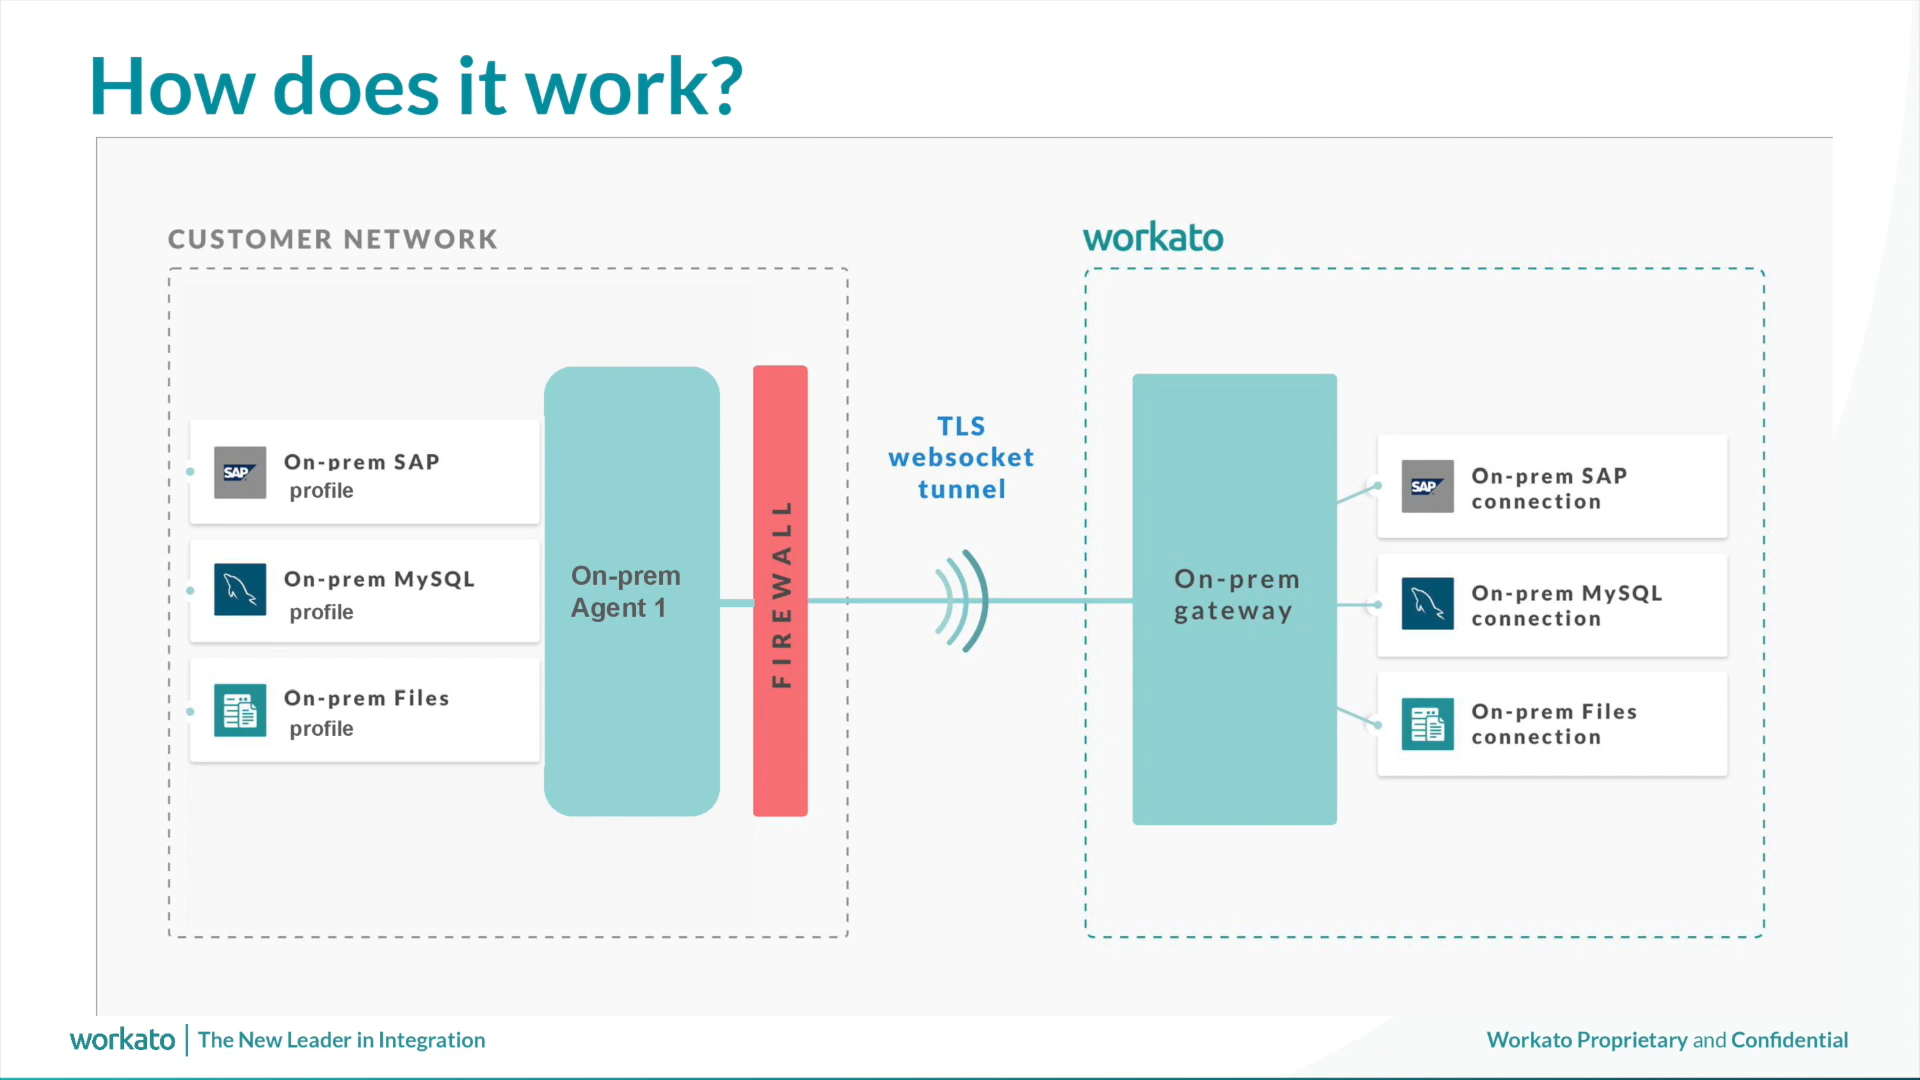 How does it work?
CUSTOMER NETWORK
SAP
On-prem SAP
profile
On-prem MySQL
profile
On-prem Files
profile
On-prem
Agent 1
FIREWALL
TLS
websocket
tunnel
workato
On-prem
gateway
SAP
On-prem SAP
connection
On-prem MySQL
connection
On-prem Files
connection
workato | The New Leader in Integration
Workato Proprietary and Confidential